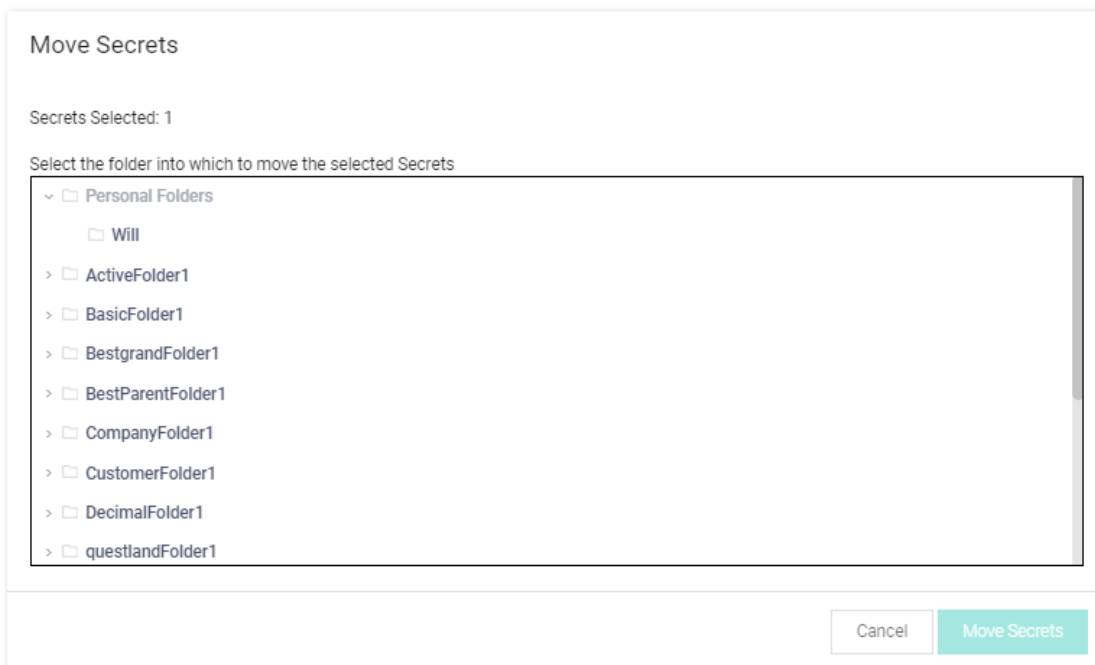 Move Secrets
Secrets Selected: 1
Select the folder into which to move the selected Secrets
Personal Folders
Will
ActiveFolder1
BasicFolder1
BestgrandFolder1
BestParentFolder1
CompanyFolder1
CustomerFolder1
DecimalFolder1
questlandFolder1
Cancel Move Secrets